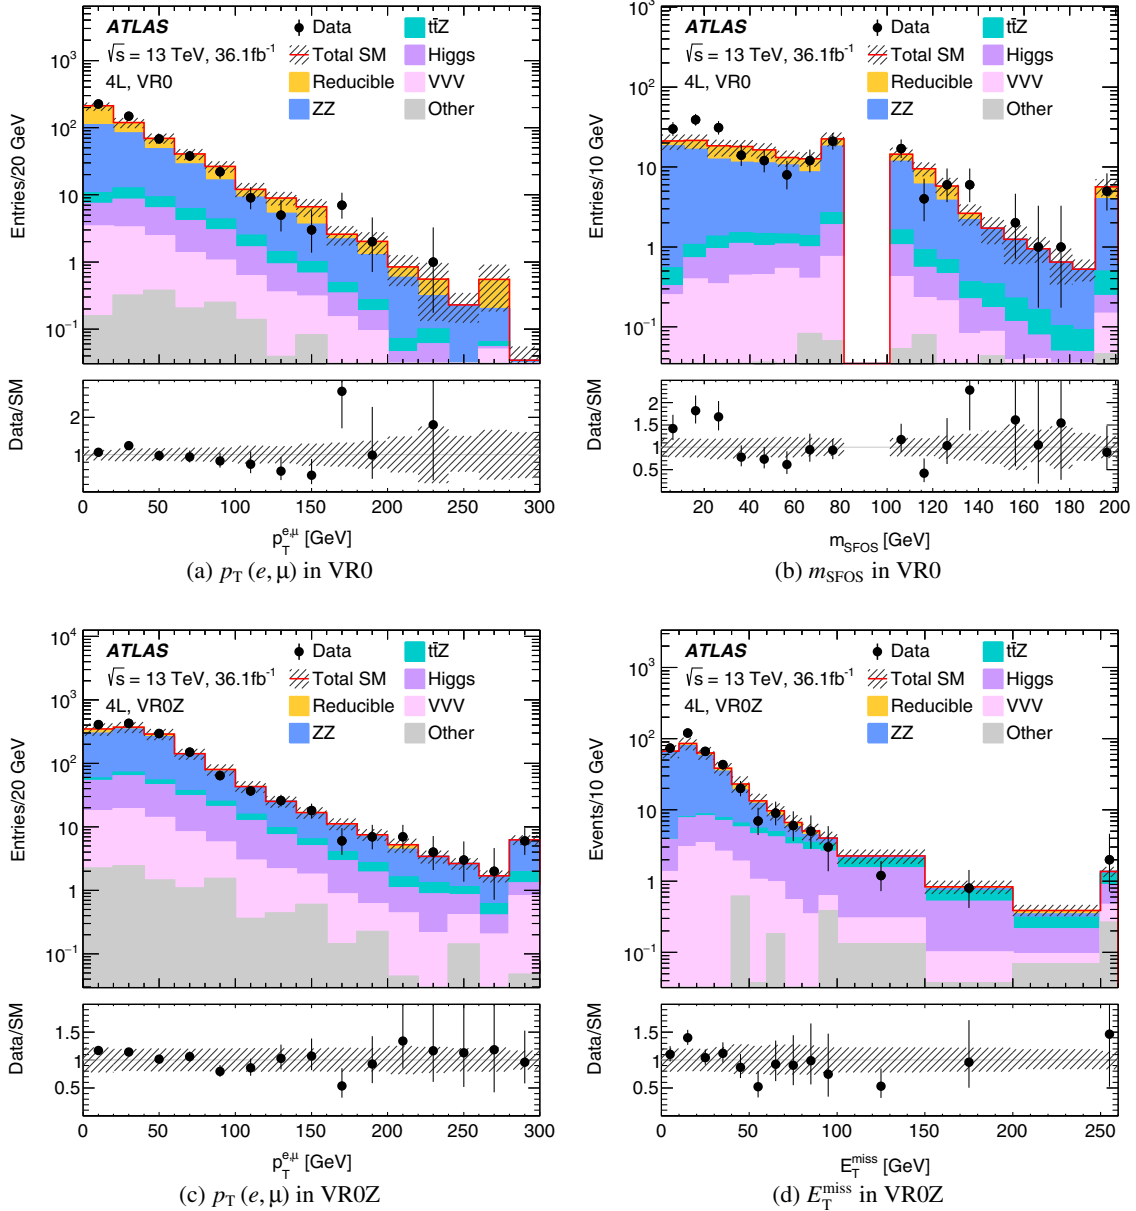 ATLAS
√s = 13 TeV, 36.1fb⁻¹
4L, VR0
Data
Total SM
Reducible
ZZ
tt̄Z
Higgs
VVV
Other
Entries/20 GeV
10³
10²
10
1
10⁻¹
Data/SM
2
1
0 50 100 150 200 250 300
p_T^{e,μ} [GeV]
(a) p_T (e, μ) in VR0
ATLAS
√s = 13 TeV, 36.1fb⁻¹
4L, VR0
Data
Total SM
Reducible
ZZ
tt̄Z
Higgs
VVV
Other
Entries/10 GeV
10³
10²
10
1
10⁻¹
Data/SM
2
1.5
1
0.5
20 40 60 80 100 120 140 160 180 200
m_SFOS [GeV]
(b) m_SFOS in VR0
ATLAS
√s = 13 TeV, 36.1fb⁻¹
4L, VR0Z
Data
Total SM
Reducible
ZZ
tt̄Z
Higgs
VVV
Other
Entries/20 GeV
10⁴
10³
10²
10
1
10⁻¹
Data/SM
1.5
1
0.5
0 50 100 150 200 250 300
p_T^{e,μ} [GeV]
(c) p_T (e, μ) in VR0Z
ATLAS
√s = 13 TeV, 36.1fb⁻¹
4L, VR0Z
Data
Total SM
Reducible
ZZ
tt̄Z
Higgs
VVV
Other
Events/10 GeV
10³
10²
10
1
10⁻¹
Data/SM
1.5
1
0.5
0 50 100 150 200 250
E_T^{miss} [GeV]
(d) E_T^{miss} in VR0Z